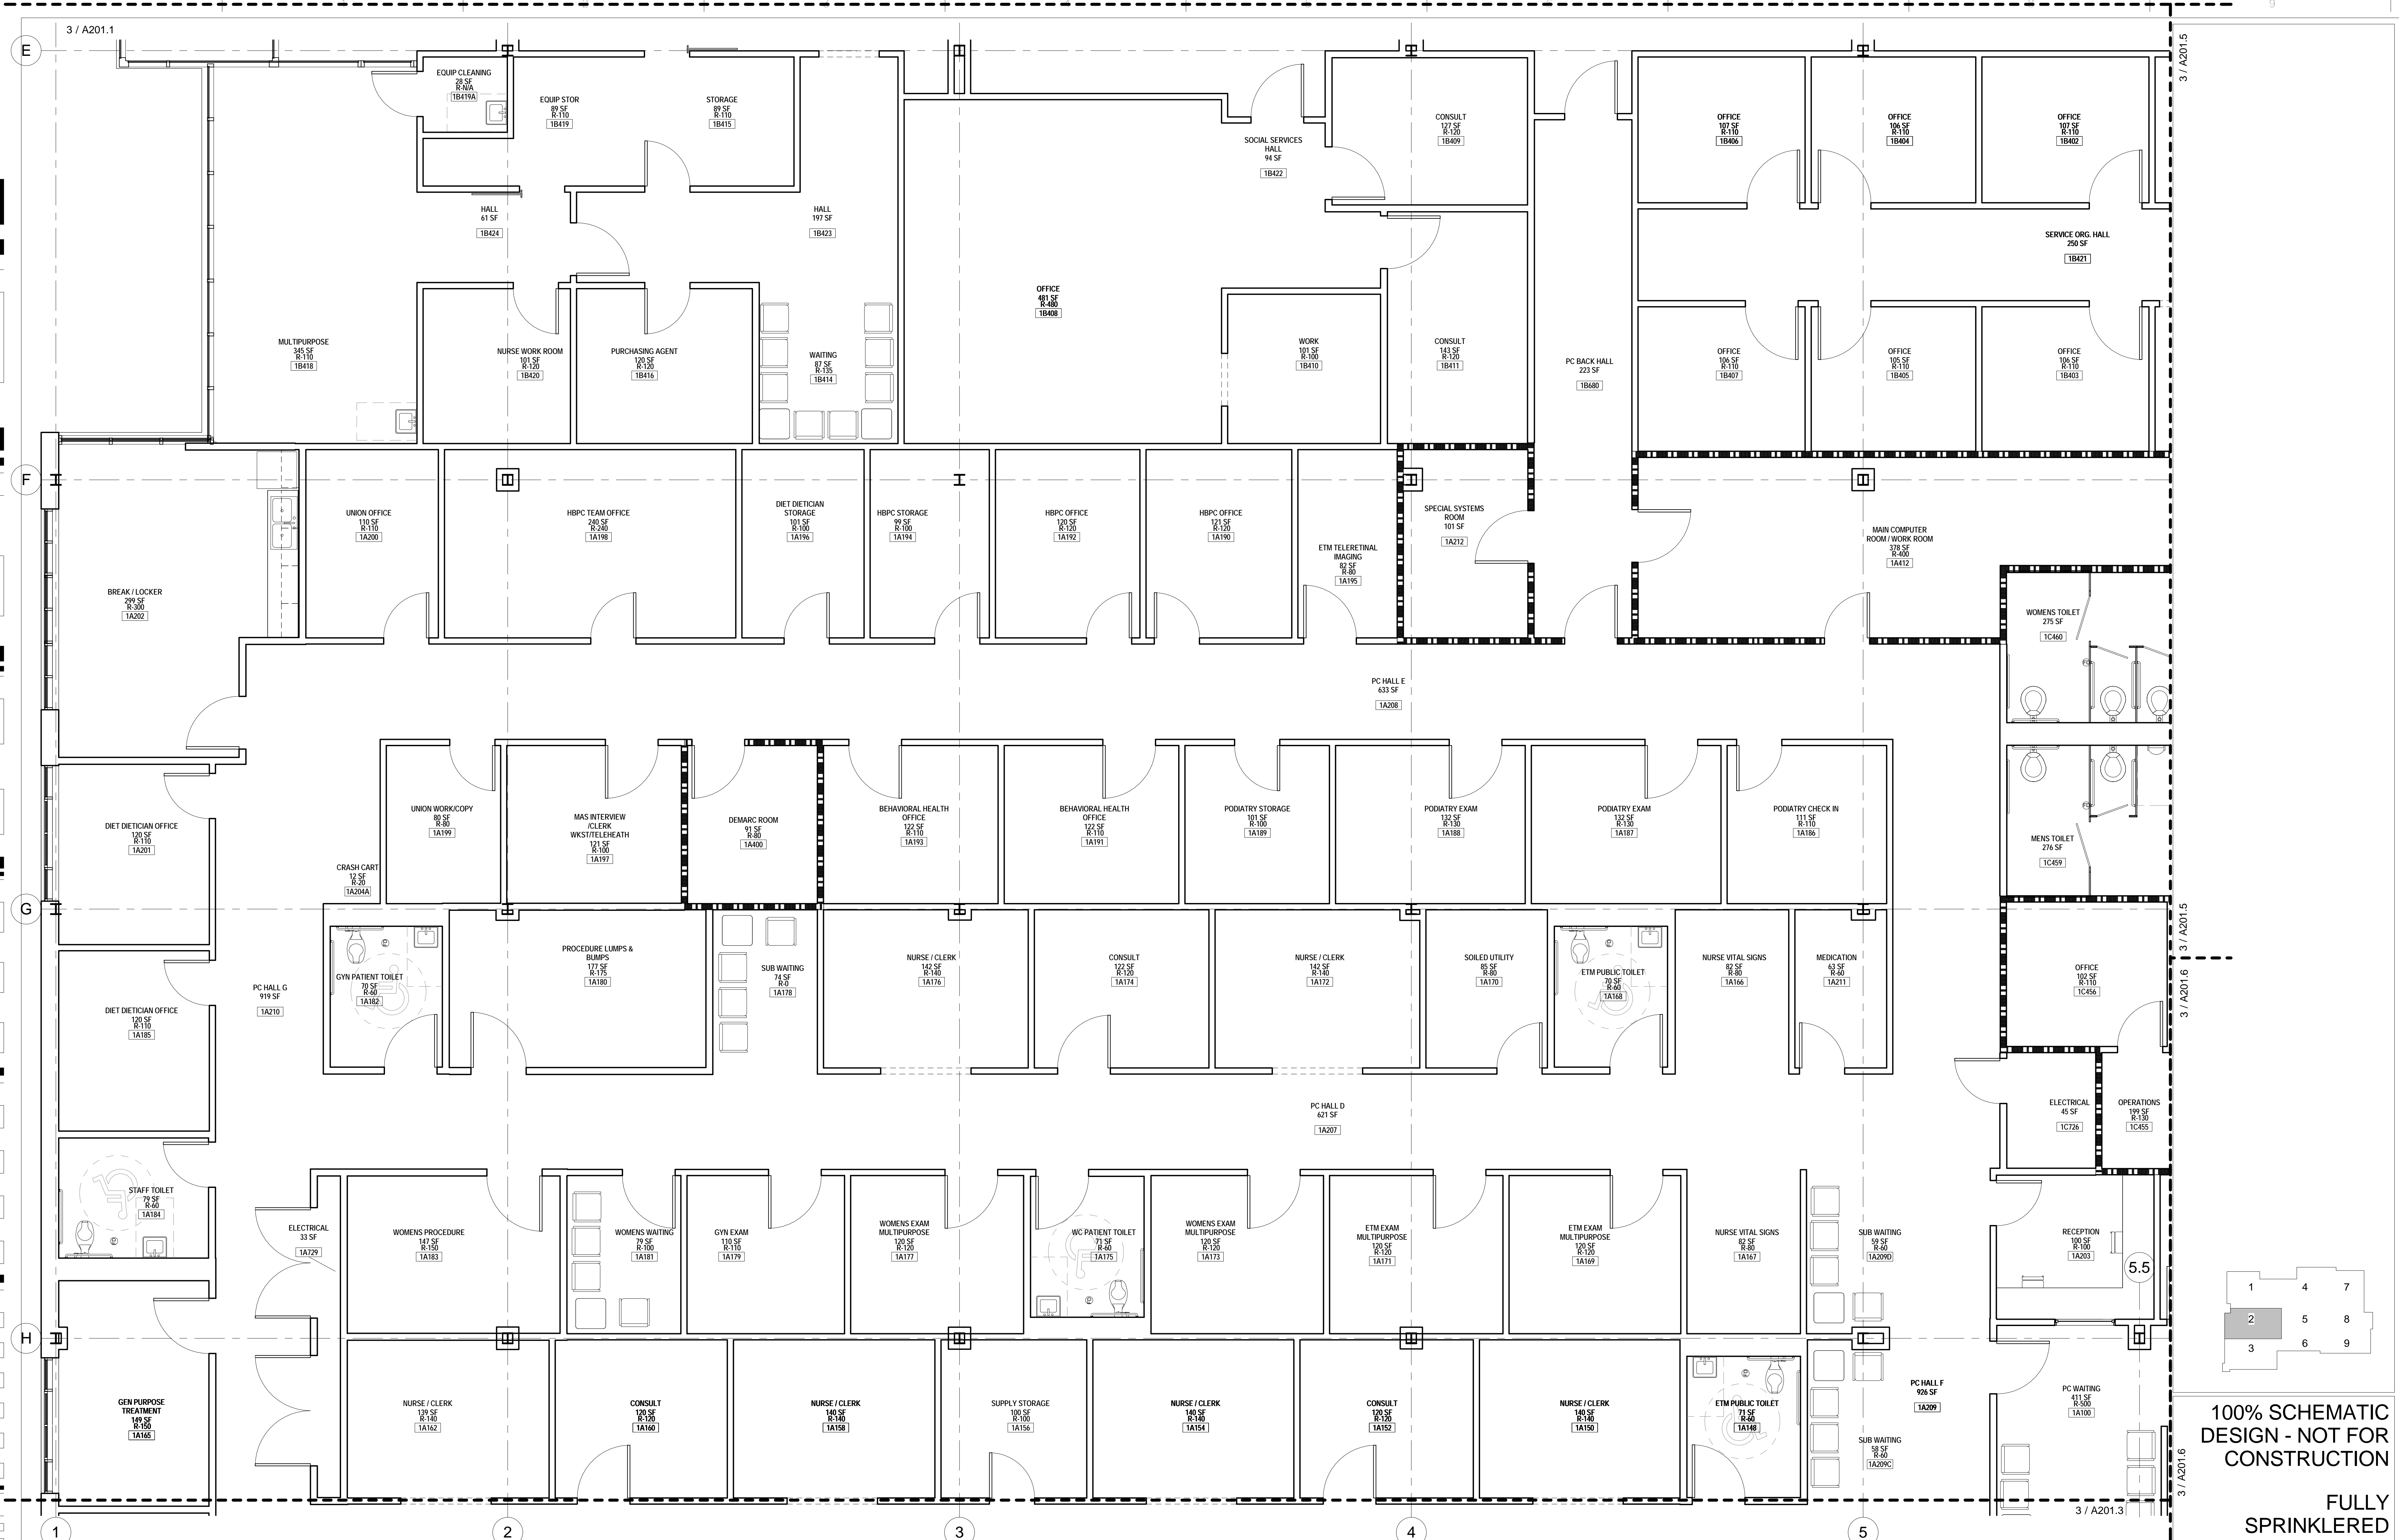 3 / A201.1
9
3 / A201.5
E
EQUIP CLEANING
28 SF
R-N/A
1B419A
EQUIP STOR
89 SF
R-110
1B419
STORAGE
89 SF
R-110
1B415
SOCIAL SERVICES
HALL
94 SF
1B422
CONSULT
127 SF
R-120
1B409
OFFICE
107 SF
R-110
1B406
OFFICE
106 SF
R-110
1B404
OFFICE
107 SF
R-110
1B402
HALL
61 SF
1B424
HALL
197 SF
1B423
SERVICE ORG. HALL
250 SF
1B421
MULTIPURPOSE
345 SF
R-110
1B418
NURSE WORK ROOM
101 SF
R-120
1B420
PURCHASING AGENT
120 SF
R-120
1B416
WAITING
87 SF
R-135
1B414
OFFICE
481 SF
R-480
1B408
WORK
101 SF
R-100
1B410
CONSULT
143 SF
R-120
1B411
PC BACK HALL
223 SF
1B680
OFFICE
106 SF
R-110
1B407
OFFICE
105 SF
R-110
1B405
OFFICE
106 SF
R-110
1B403
F
BREAK / LOCKER
299 SF
R-300
1A202
UNION OFFICE
110 SF
R-110
1A200
HBPC TEAM OFFICE
240 SF
R-240
1A198
DIET DIETICIAN
STORAGE
101 SF
R-100
1A196
HBPC STORAGE
99 SF
R-100
1A194
HBPC OFFICE
120 SF
R-120
1A192
HBPC OFFICE
121 SF
R-120
1A190
ETM TELERETINAL
IMAGING
82 SF
R-80
1A195
SPECIAL SYSTEMS
ROOM
101 SF
1A212
MAIN COMPUTER
ROOM / WORK ROOM
378 SF
R-400
1A412
WOMENS TOILET
275 SF
1C460
PC HALL E
633 SF
1A208
DIET DIETICIAN OFFICE
120 SF
R-110
1A201
CRASH CART
12 SF
R-20
1A204A
UNION WORK/COPY
80 SF
R-80
1A199
MAS INTERVIEW
/CLERK
WKST/TELEHEATH
121 SF
R-100
1A197
DEMARC ROOM
91 SF
R-80
1A400
BEHAVIORAL HEALTH
OFFICE
122 SF
R-110
1A193
BEHAVIORAL HEALTH
OFFICE
122 SF
R-110
1A191
PODIATRY STORAGE
101 SF
R-100
1A189
PODIATRY EXAM
132 SF
R-130
1A188
PODIATRY EXAM
132 SF
R-130
1A187
PODIATRY CHECK IN
111 SF
R-110
1A186
MENS TOILET
276 SF
1C459
G
3 / A201.5
3 / A201.6
DIET DIETICIAN OFFICE
120 SF
R-110
1A185
PC HALL G
919 SF
1A210
GYN PATIENT TOILET
70 SF
R-60
1A182
PROCEDURE LUMPS &
BUMPS
177 SF
R-175
1A180
SUB WAITING
74 SF
R-0
1A178
NURSE / CLERK
142 SF
R-140
1A176
CONSULT
122 SF
R-120
1A174
NURSE / CLERK
142 SF
R-140
1A172
SOILED UTILITY
85 SF
R-80
1A170
ETM PUBLIC TOILET
70 SF
R-60
1A168
NURSE VITAL SIGNS
82 SF
R-80
1A166
MEDICATION
63 SF
R-60
1A211
OFFICE
102 SF
R-110
1C456
PC HALL D
621 SF
1A207
ELECTRICAL
45 SF
1C726
OPERATIONS
199 SF
R-130
1C455
STAFF TOILET
79 SF
R-60
1A184
ELECTRICAL
33 SF
1A729
WOMENS PROCEDURE
147 SF
R-150
1A183
WOMENS WAITING
79 SF
R-100
1A181
GYN EXAM
110 SF
R-110
1A179
WOMENS EXAM
MULTIPURPOSE
120 SF
R-120
1A177
WC PATIENT TOILET
71 SF
R-60
1A175
WOMENS EXAM
MULTIPURPOSE
120 SF
R-120
1A173
ETM EXAM
MULTIPURPOSE
120 SF
R-120
1A171
ETM EXAM
MULTIPURPOSE
120 SF
R-120
1A169
NURSE VITAL SIGNS
82 SF
R-80
1A167
SUB WAITING
59 SF
R-60
1A209D
RECEPTION
100 SF
R-100
1A203
5.5
1 4 7
2 5 8
3 6 9
H
GEN PURPOSE
TREATMENT
149 SF
R-150
1A165
NURSE / CLERK
139 SF
R-140
1A162
CONSULT
120 SF
R-120
1A160
NURSE / CLERK
140 SF
R-140
1A158
SUPPLY STORAGE
100 SF
R-100
1A156
NURSE / CLERK
140 SF
R-140
1A154
CONSULT
120 SF
R-120
1A152
NURSE / CLERK
140 SF
R-140
1A150
ETM PUBLIC TOILET
71 SF
R-60
1A148
SUB WAITING
58 SF
R-60
1A209C
PC HALL F
926 SF
1A209
PC WAITING
411 SF
R-500
1A100
3 / A201.6
3 / A201.3
100% SCHEMATIC
DESIGN - NOT FOR
CONSTRUCTION
FULLY
SPRINKLERED
1
2
3
4
5